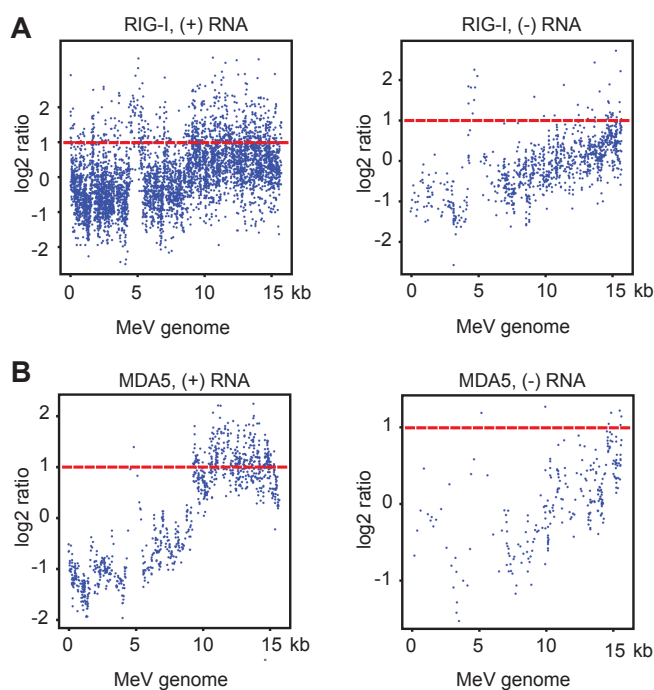 A
RIG-I, (+) RNA
RIG-I, (-) RNA
log2 ratio
2
1
0
-1
-2
0 5 10 15 kb
MeV genome
log2 ratio
2
1
0
-1
-2
0 5 10 15 kb
MeV genome
B
MDA5, (+) RNA
MDA5, (-) RNA
log2 ratio
2
1
0
-1
-2
0 5 10 15 kb
MeV genome
log2 ratio
1
0
-1
0 5 10 15 kb
MeV genome